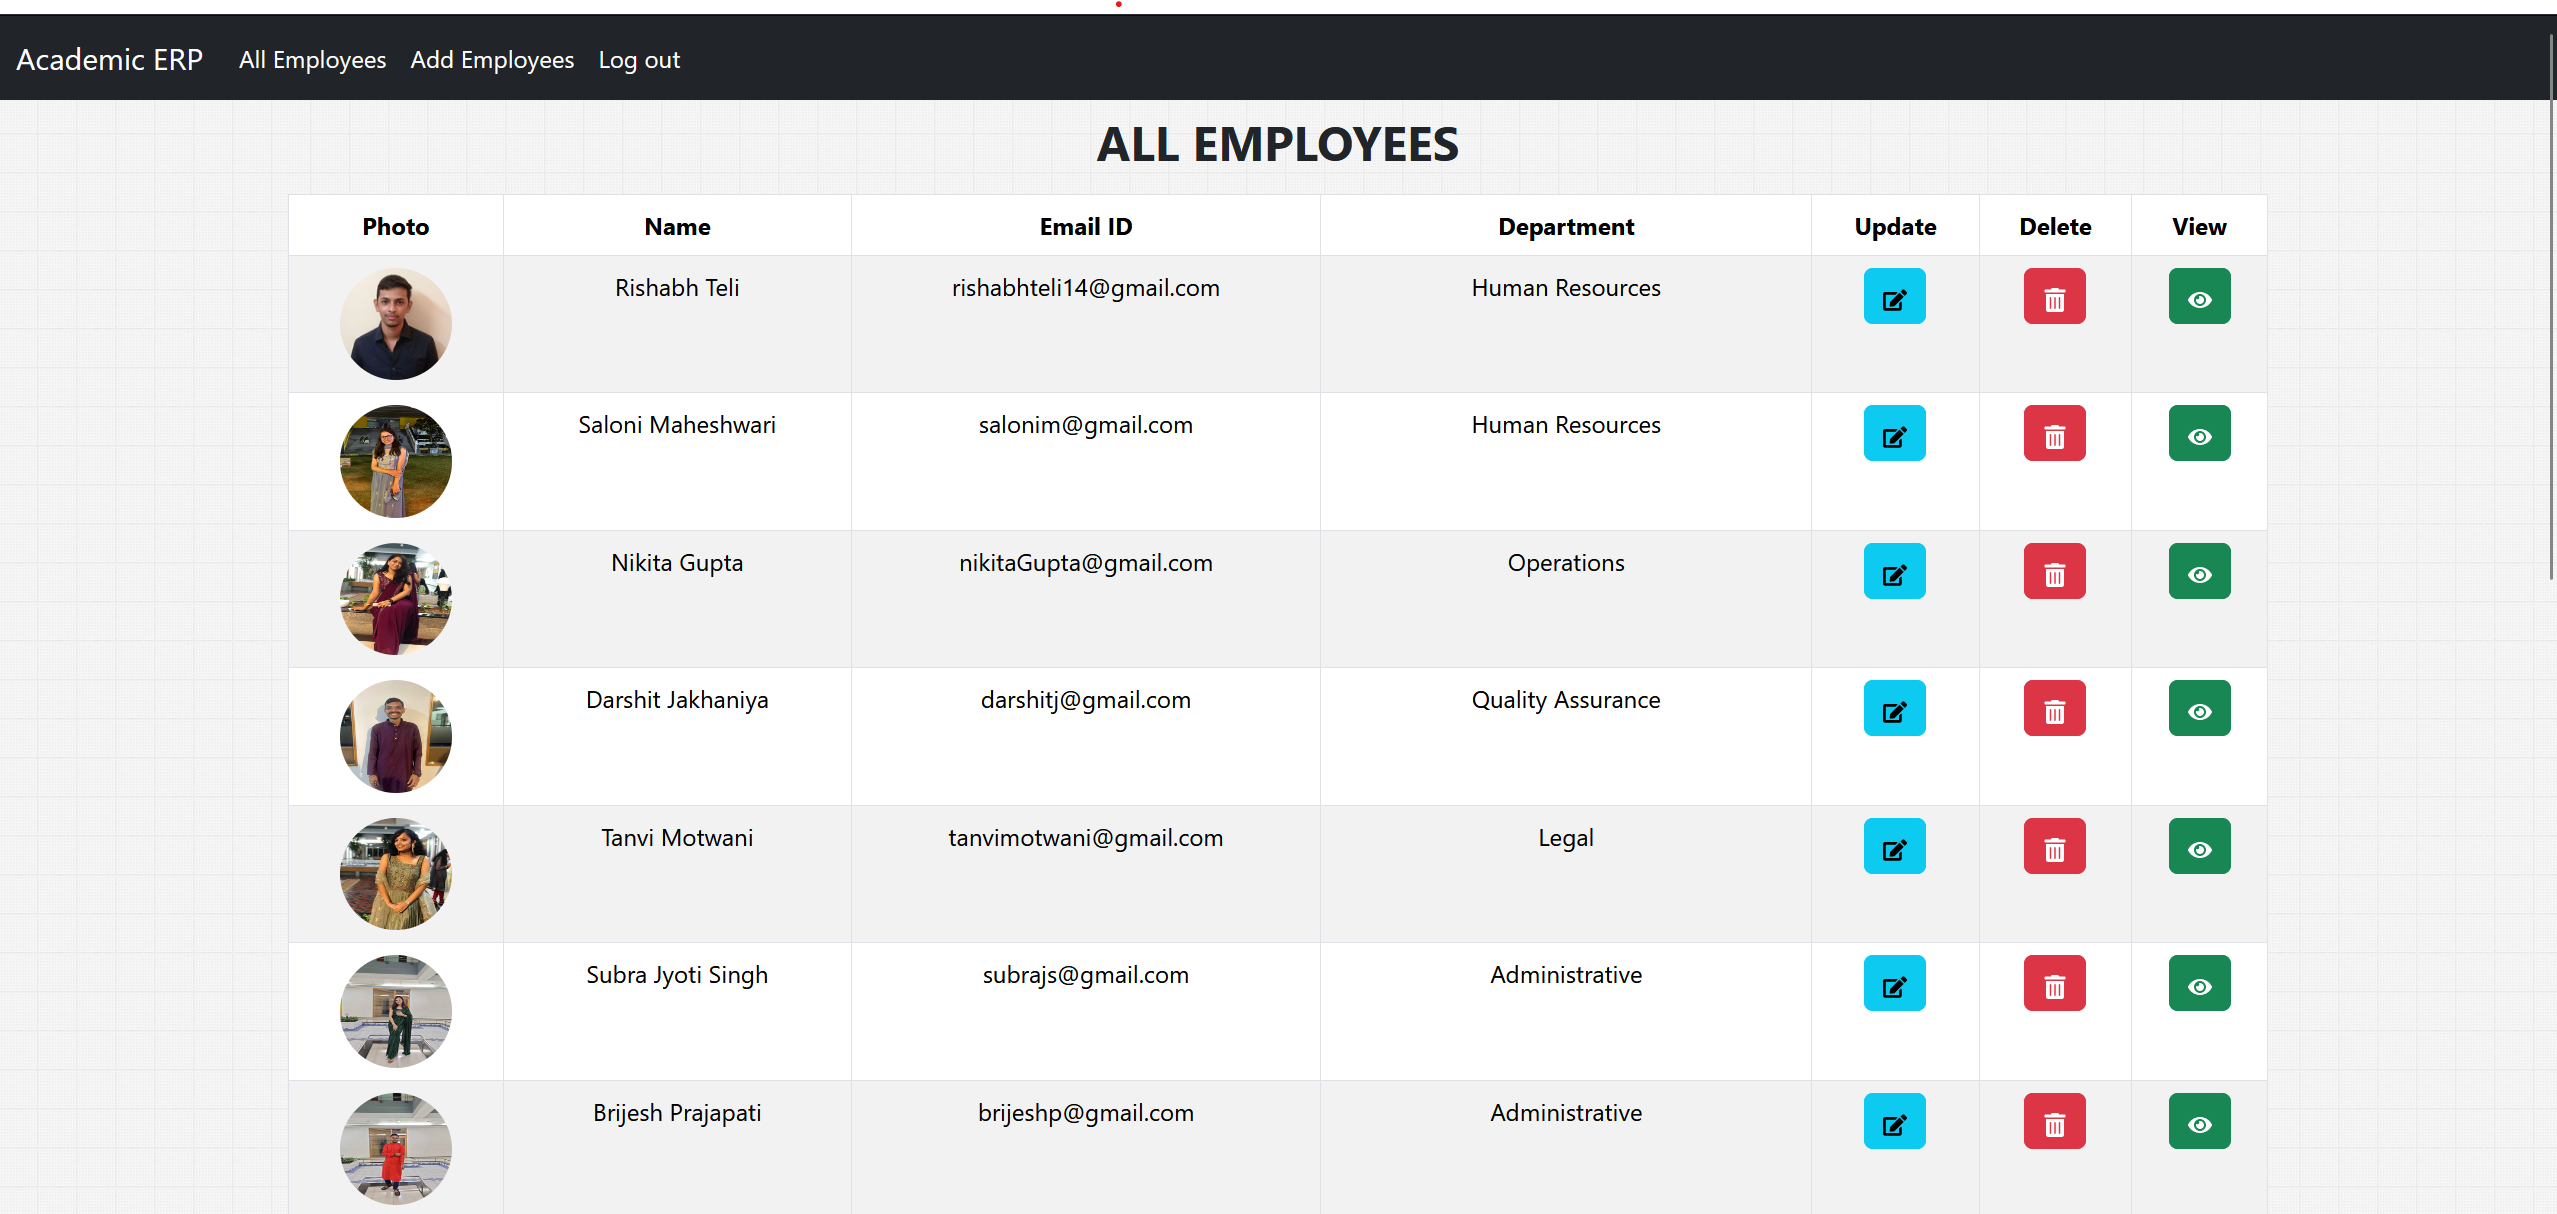 Academic ERP All Employees Add Employees Log out
ALL EMPLOYEES
Photo Name Email ID Department Update Delete View
Rishabh Teli rishabhteli14@gmail.com Human Resources
Saloni Maheshwari salonim@gmail.com Human Resources
Nikita Gupta nikitaGupta@gmail.com Operations
Darshit Jakhaniya darshitj@gmail.com Quality Assurance
Tanvi Motwani tanvimotwani@gmail.com Legal
Subra Jyoti Singh subrajs@gmail.com Administrative
Brijesh Prajapati brijeshp@gmail.com Administrative